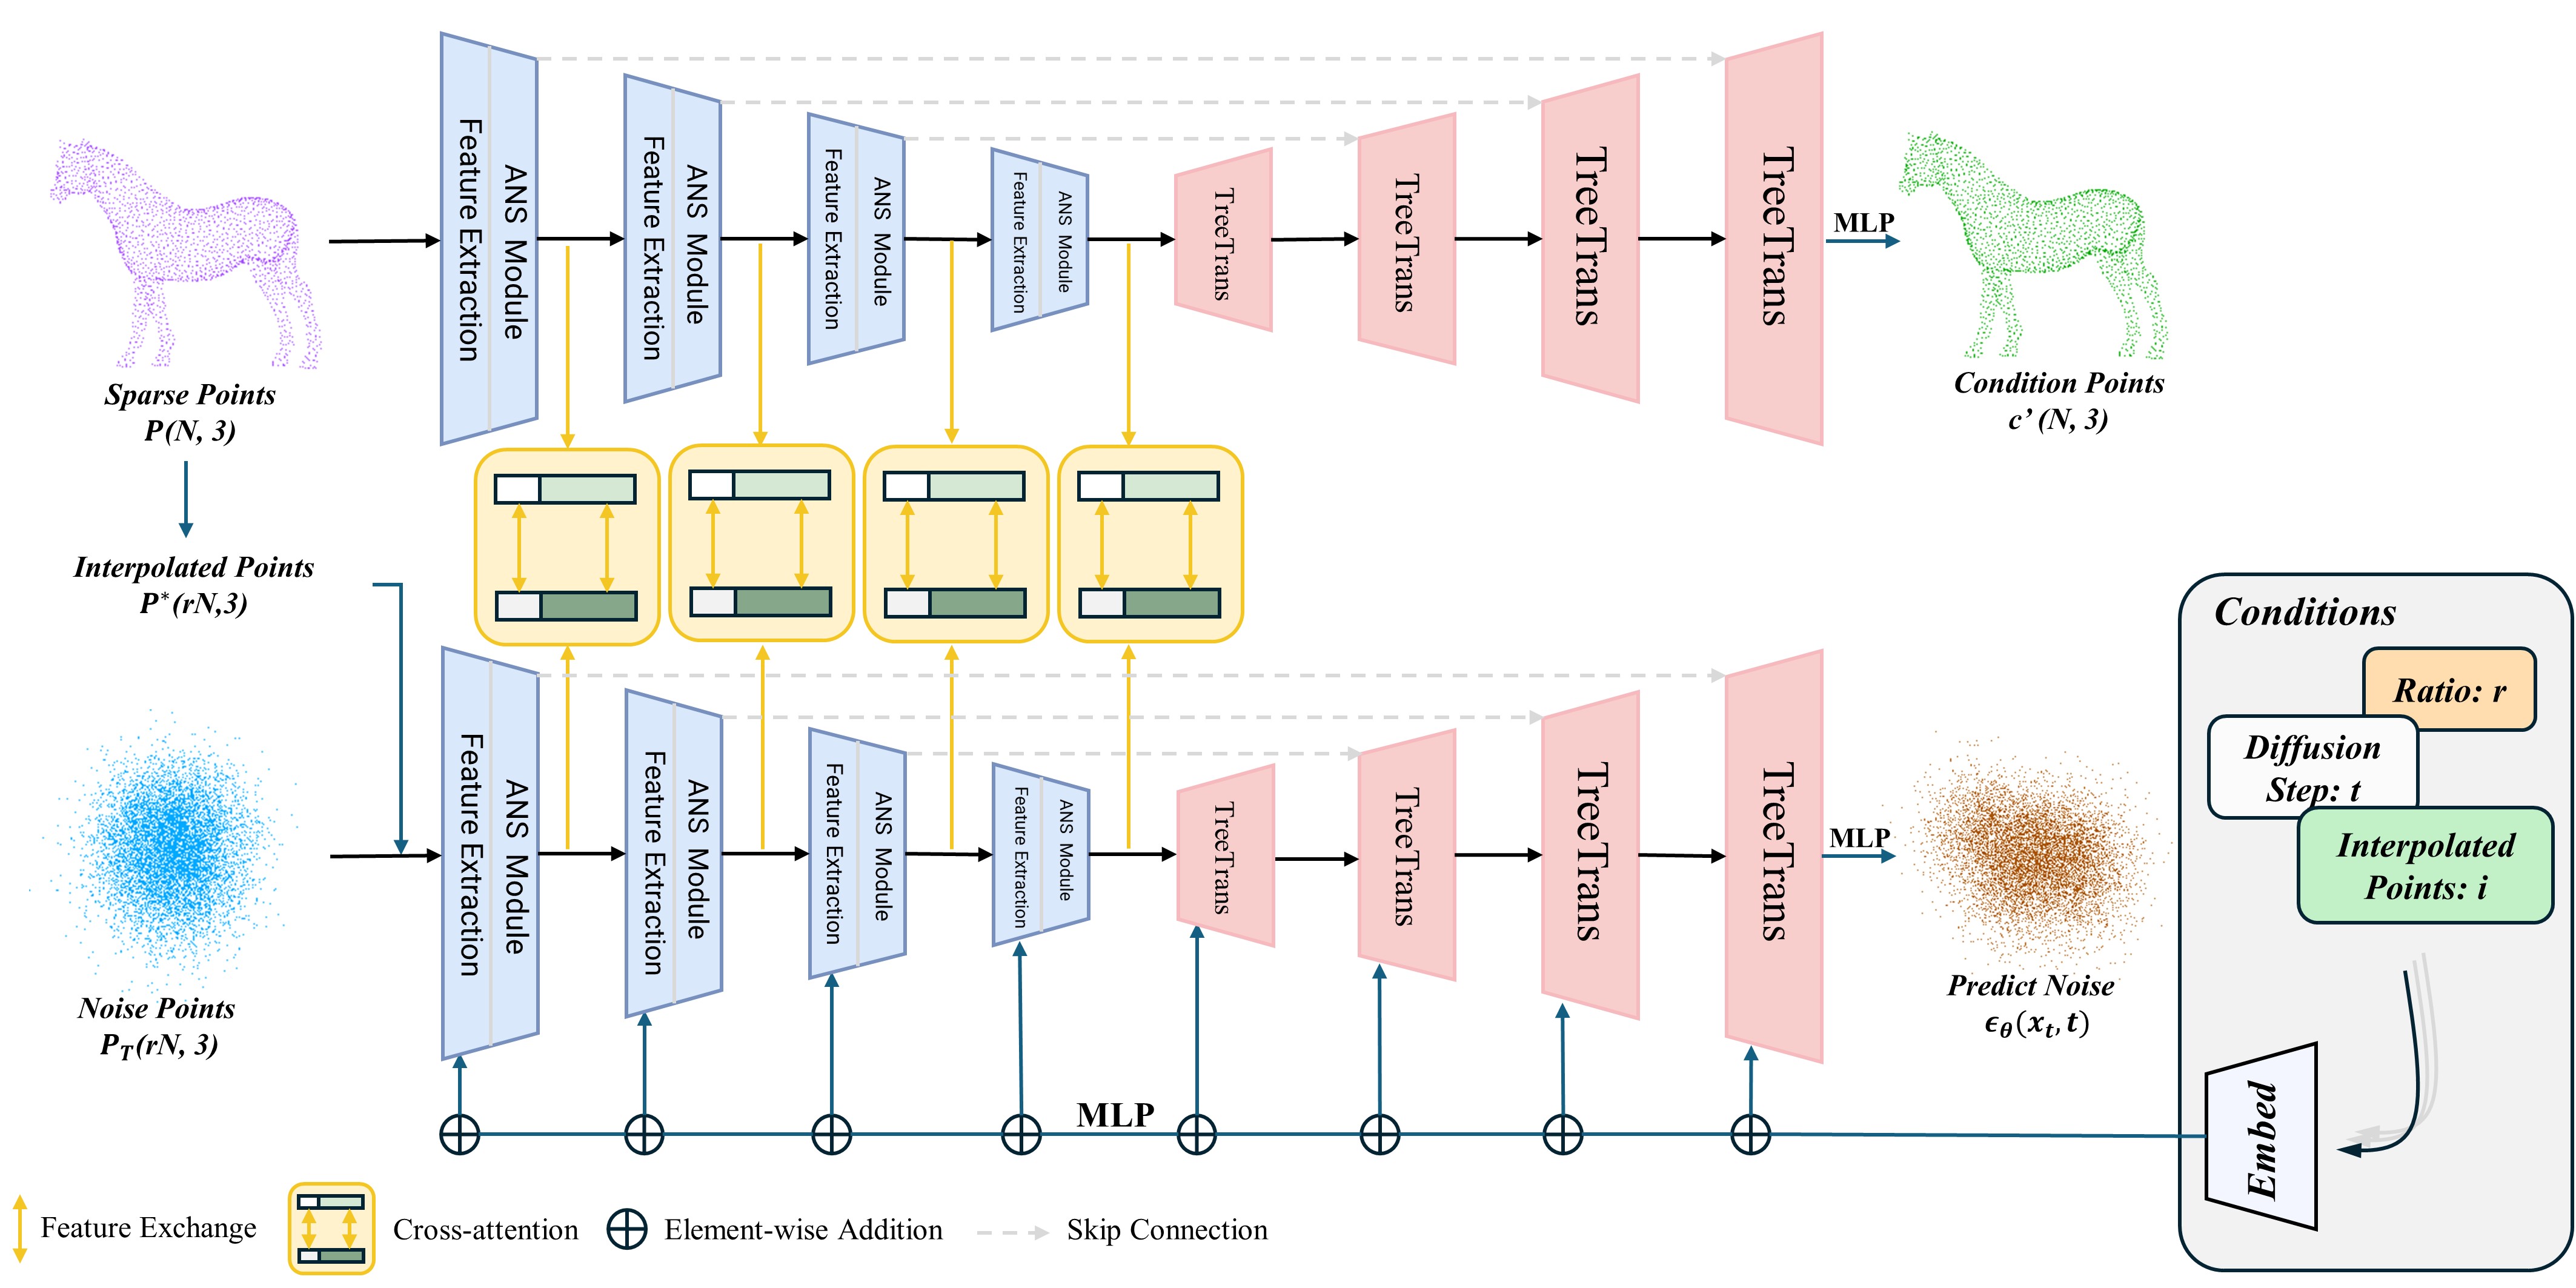 Feature Extraction
ANS Module
Feature Extraction
ANS Module
Feature Extraction
ANS Module
Feature Extraction
ANS Module
TreeTrans
TreeTrans
TreeTrans
TreeTrans
MLP
Sparse Points
P(N, 3)
Condition Points
c’ (N, 3)
Interpolated Points
P*(rN,3)
Feature Extraction
ANS Module
Feature Extraction
ANS Module
Feature Extraction
ANS Module
Feature Extraction
ANS Module
TreeTrans
TreeTrans
TreeTrans
TreeTrans
MLP
Noise Points
P_T(rN, 3)
Predict Noise
ϵ_θ(x_t, t)
MLP
Conditions
Ratio: r
Diffusion
Step: t
Interpolated
Points: i
Embed
Feature Exchange
Cross-attention
Element-wise Addition
Skip Connection